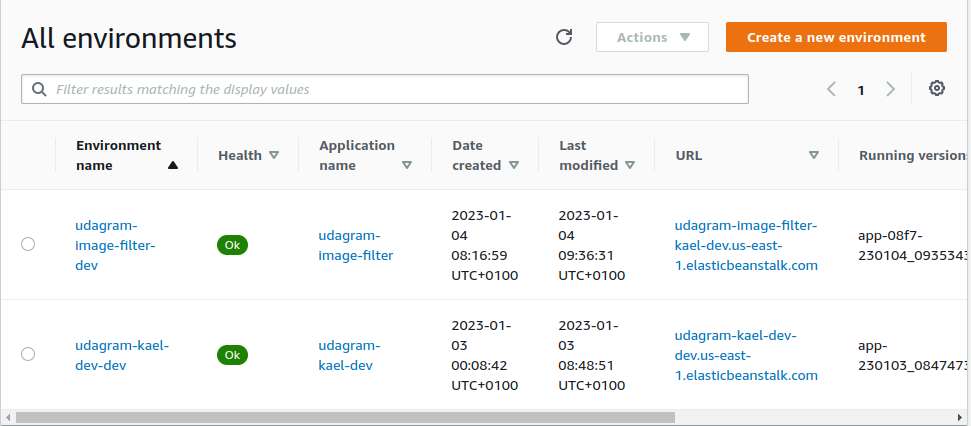 All environments
Actions
Create a new environment
Filter results matching the display values
1
Environment
name
Health
Application
name
Date
created
Last
modified
URL
Running version
udagram-
image-filter-
dev
Ok
udagram-
image-filter
2023-01-
04
08:16:59
UTC+0100
2023-01-
04
09:36:31
UTC+0100
udagram-image-filter-
kael-dev.us-east-
1.elasticbeanstalk.com
app-08f7-
230104_093534
udagram-kael-
dev-dev
Ok
udagram-
kael-dev
2023-01-
03
00:08:42
UTC+0100
2023-01-
03
08:48:51
UTC+0100
udagram-kael-dev-
dev.us-east-
1.elasticbeanstalk.com
app-
230103_084747